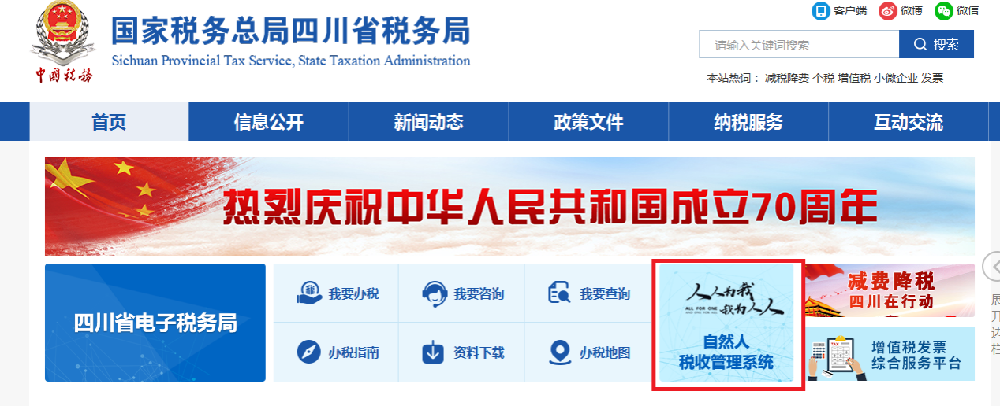 客户端 微博 微信
国家税务总局四川省税务局
Sichuan Provincial Tax Service, State Taxation Administration
中国税务
请输入关键词搜索 搜索
本站热词： 减税降费 个税 增值税 小微企业 发票
首页 信息公开 新闻动态 政策文件 纳税服务 互动交流
热烈庆祝中华人民共和国成立70周年
四川省电子税务局
税
我要办税 我要咨询 我要查询
办税指南 资料下载 办税地图
人人为我
ALL FOR ONE
AND ONE FOR ALL
我为人人
自然人
税收管理系统
减费降税
四川在行动
TAX
增值税发票
综合服务平台
展
开
边
栏